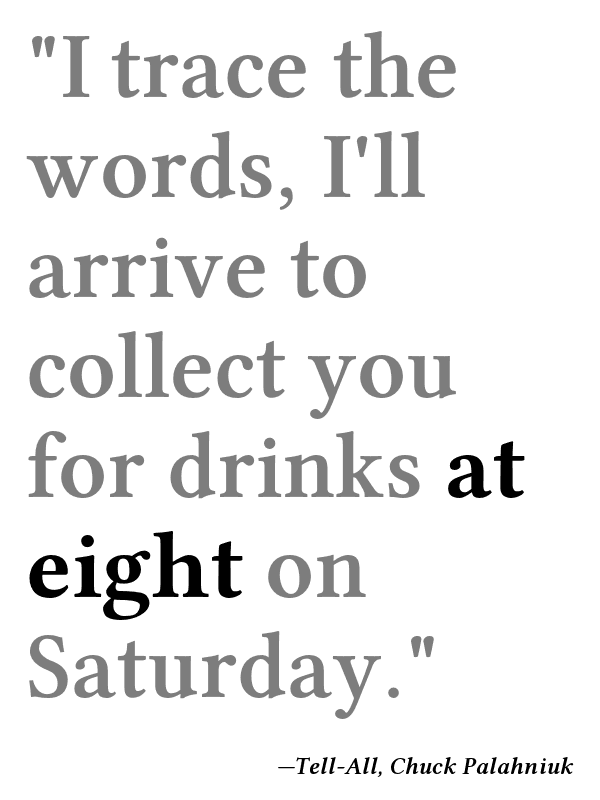 "I trace the
words, I'll
arrive to
collect you
for drinks at
eight on
Saturday."
—Tell-All, Chuck Palahniuk